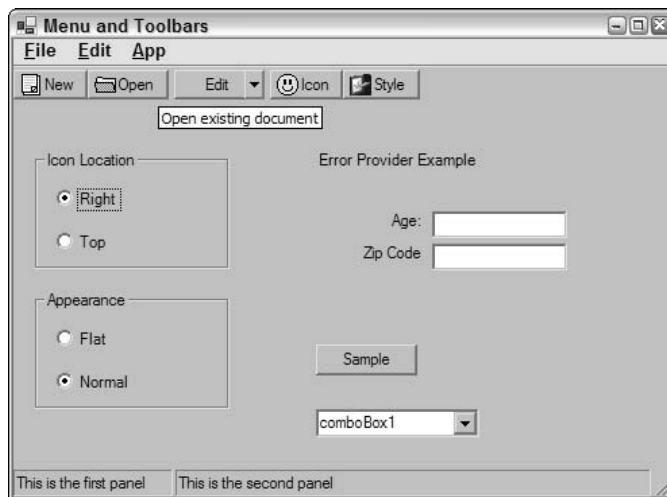 Menu and Toolbars
File Edit App
New Open Edit Icon Style
Open existing document
Icon Location
Right
Top
Error Provider Example
Age:
Zip Code
Appearance
Flat
Normal
Sample
comboBox1
This is the first panel This is the second panel